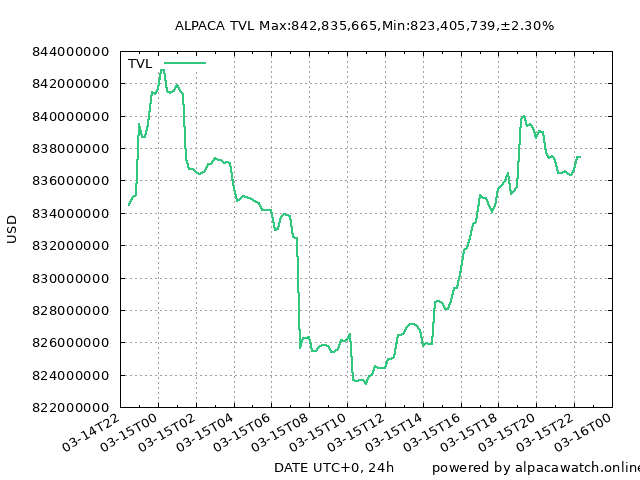 ALPACA TVL Max:842,835,665,Min:823,405,739,±2.30%
844000000
TVL
842000000
840000000
838000000
836000000
834000000
832000000
830000000
828000000
826000000
824000000
822000000
USD
03-14T22
03-15T00
03-15T02
03-15T04
03-15T06
03-15T08
03-15T10
03-15T12
03-15T14
03-15T16
03-15T18
03-15T20
03-15T22
03-16T00
DATE UTC+0, 24h
powered by alpacawatch.online